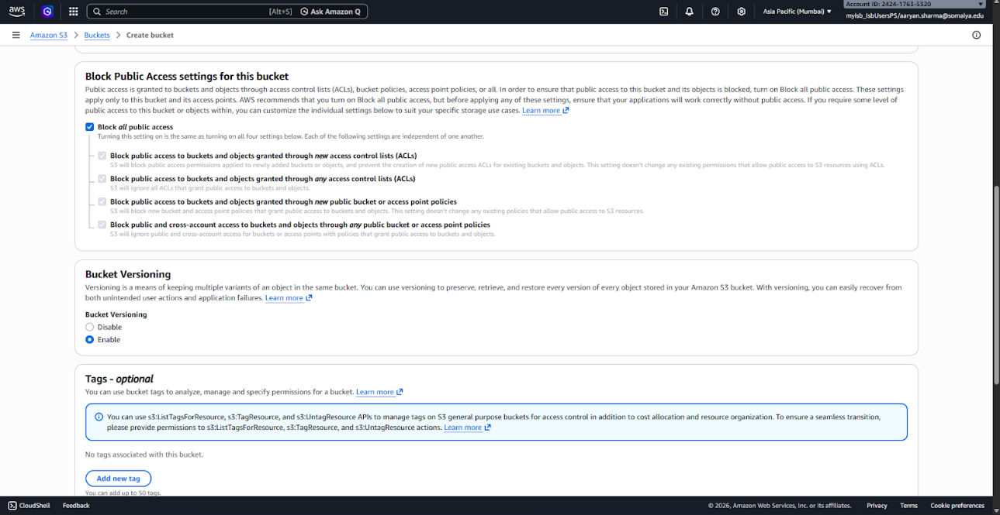 aws
Search [Alt+S] Ask Amazon Q
Asia Pacific (Mumbai)
Account ID: 2424-1763-5320
myisb_IsbUsersPS/aaryan.sharma@somaiya.edu
Amazon S3 Buckets Create bucket
Block Public Access settings for this bucket
Public access is granted to buckets and objects through access control lists (ACLs), bucket policies, access point policies, or all. In order to ensure that public access to this bucket and its objects is blocked, turn on Block all public access. These settings
apply only to this bucket and its access points. AWS recommends that you turn on Block all public access, but before applying any of these settings, ensure that your applications will work correctly without public access. If you require some level of
public access to this bucket or objects within, you can customize the individual settings below to suit your specific storage use cases. Learn more
Block all public access
Turning this setting on is the same as turning on all four settings below. Each of the following settings are independent of one another.
Block public access to buckets and objects granted through new access control lists (ACLs)
S3 will block public access permissions applied to newly added buckets or objects, and prevent the creation of new public access ACLs for existing buckets and objects. This setting doesn't change any existing permissions that allow public access to S3 resources using ACLs.
Block public access to buckets and objects granted through any access control lists (ACLs)
S3 will ignore all ACLs that grant public access to buckets and objects.
Block public access to buckets and objects granted through new public bucket or access point policies
S3 will block new bucket and access point policies that grant public access to buckets and objects. This setting doesn't change any existing policies that allow public access to S3 resources.
Block public and cross-account access to buckets and objects through any public bucket or access point policies
S3 will ignore public and cross-account access for buckets or access points with policies that grant public access to buckets and objects.
Bucket Versioning
Versioning is a means of keeping multiple variants of an object in the same bucket. You can use versioning to preserve, retrieve, and restore every version of every object stored in your Amazon S3 bucket. With versioning, you can easily recover from
both unintended user actions and application failures. Learn more
Bucket Versioning
Disable
Enable
Tags - optional
You can use bucket tags to analyze, manage and specify permissions for a bucket. Learn more
You can use s3:ListTagsForResource, s3:TagResource, and s3:UntagResource APIs to manage tags on S3 general purpose buckets for access control in addition to cost allocation and resource organization. To ensure a seamless transition,
please provide permissions to s3:ListTagsForResource, s3:TagResource, and s3:UntagResource actions. Learn more
No tags associated with this bucket.
Add new tag
You can add up to 50 tags.
CloudShell Feedback © 2026, Amazon Web Services, Inc. or its affiliates. Privacy Terms Cookie preferences